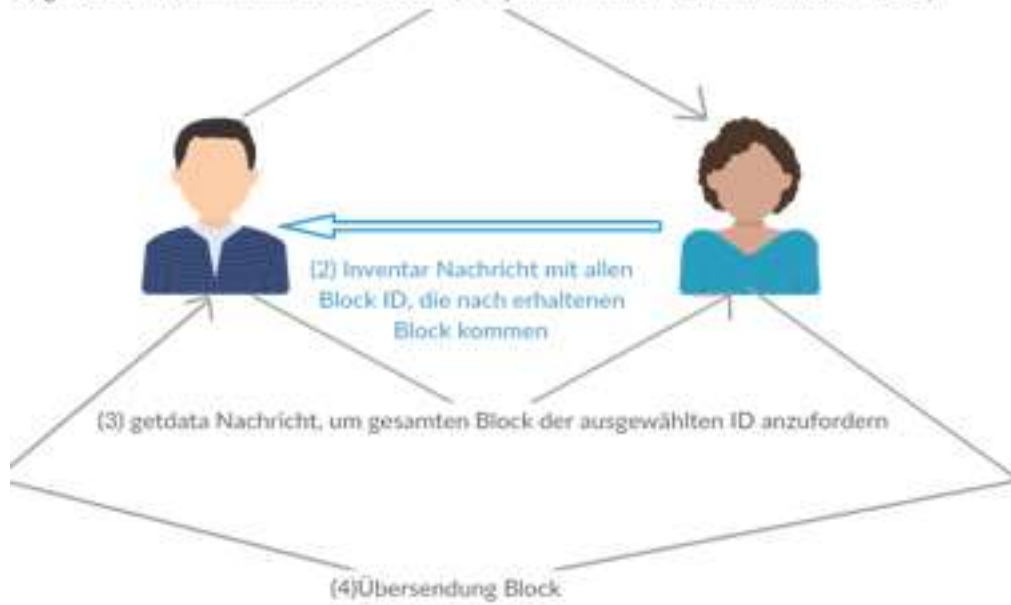 (2) Inventar Nachricht mit allen
Block ID, die nach erhaltenen
Block kommen
(3) getdata Nachricht, um gesamten Block der ausgewählten ID anzufordern
(4)Übersendung Block